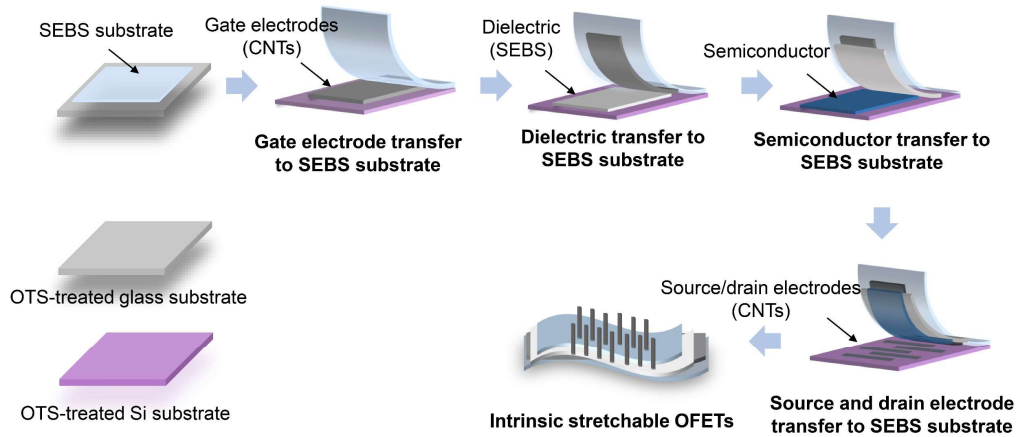 SEBS substrate
Gate electrodes
(CNTs)
Gate electrode transfer
to SEBS substrate
Dielectric
(SEBS)
Dielectric transfer to
SEBS substrate
Semiconductor
Semiconductor transfer to
SEBS substrate
OTS-treated glass substrate
OTS-treated Si substrate
Source/drain electrodes
(CNTs)
Source and drain electrode
transfer to SEBS substrate
Intrinsic stretchable OFETs